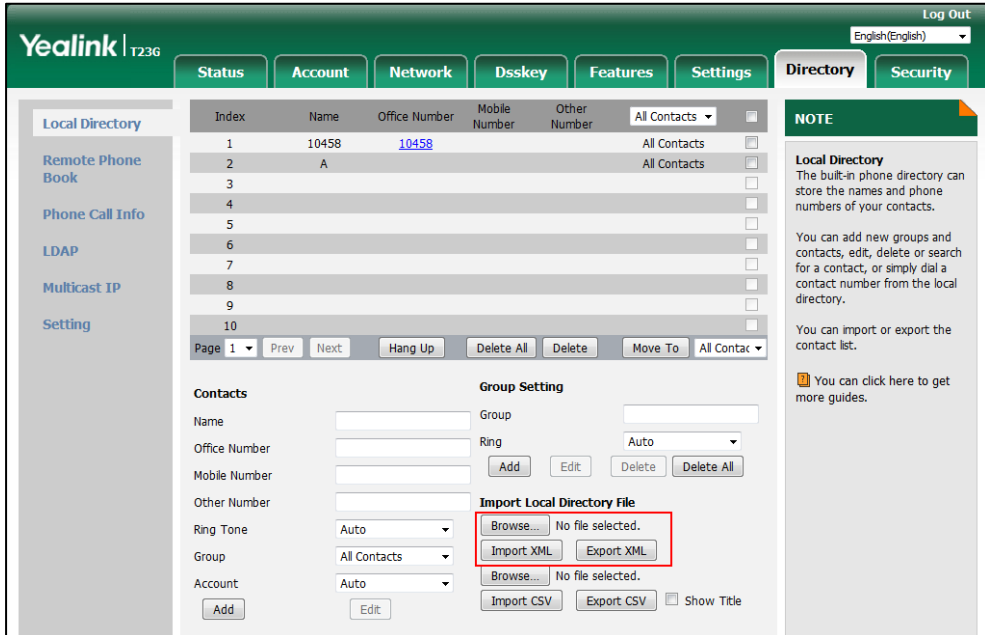 Log Out
Yealink T23G
English(English)
Status Account Network Dsskey Features Settings Directory Security
Local Directory
Remote Phone
Book
Phone Call Info
LDAP
Multicast IP
Setting
Index Name Office Number Mobile Number Other Number All Contacts
1 10458 10458 All Contacts
2 A All Contacts
3
4
5
6
7
8
9
10
Page 1 Prev Next Hang Up Delete All Delete Move To All Contac
Contacts
Name
Office Number
Mobile Number
Other Number
Ring Tone Auto
Group All Contacts
Account Auto
Add Edit
Group Setting
Group
Ring Auto
Add Edit Delete Delete All
Import Local Directory File
Browse... No file selected.
Import XML Export XML
Browse... No file selected.
Import CSV Export CSV Show Title
NOTE
Local Directory
The built-in phone directory can
store the names and phone
numbers of your contacts.
You can add new groups and
contacts, edit, delete or search
for a contact, or simply dial a
contact number from the local
directory.
You can import or export the
contact list.
You can click here to get
more guides.